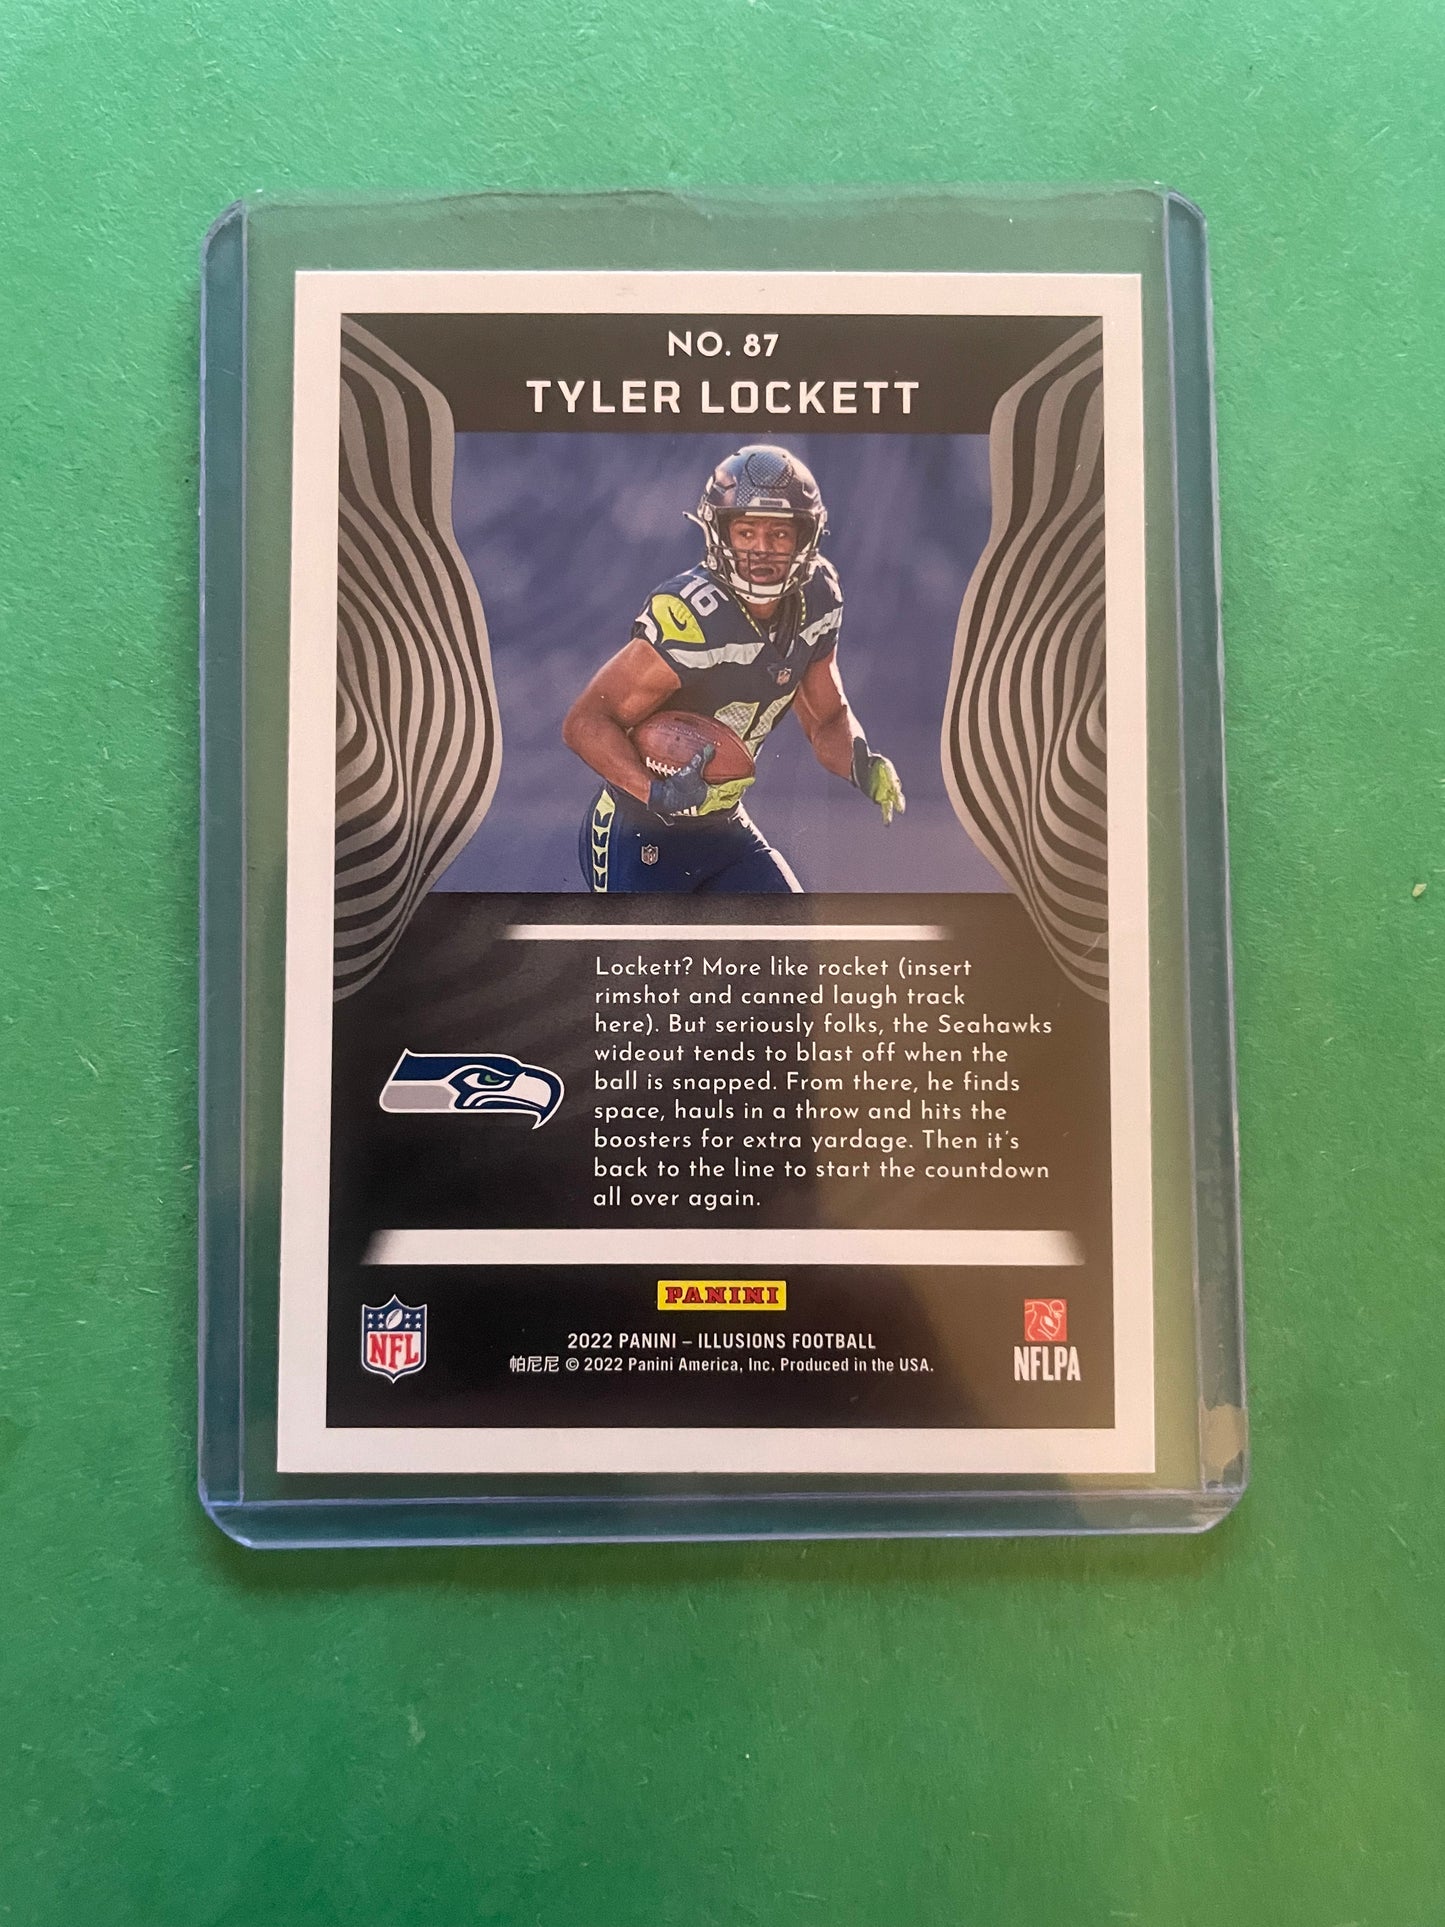 NO. 87
TYLER LOCKETT
16
16
Lockett? More like rocket (insert
rimshot and canned laugh track
here). But seriously folks, the Seahawks
wideout tends to blast off when the
ball is snapped. From there, he finds
space, hauls in a throw and hits the
boosters for extra yardage. Then it's
back to the line to start the countdown
all over again.
PANINI
NFL
2022 PANINI – ILLUSIONS FOOTBALL
帕尼尼 © 2022 Panini America, Inc. Produced in the USA.
NFLPA